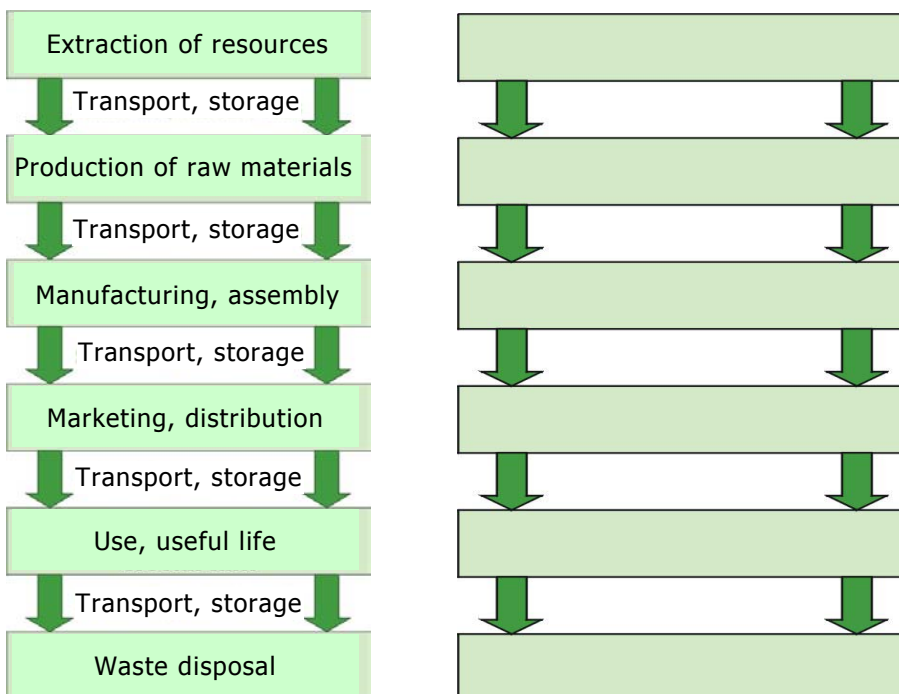 Extraction of resources
Transport, storage
Production of raw materials
Transport, storage
Manufacturing, assembly
Transport, storage
Marketing, distribution
Transport, storage
Use, useful life
Transport, storage
Waste disposal